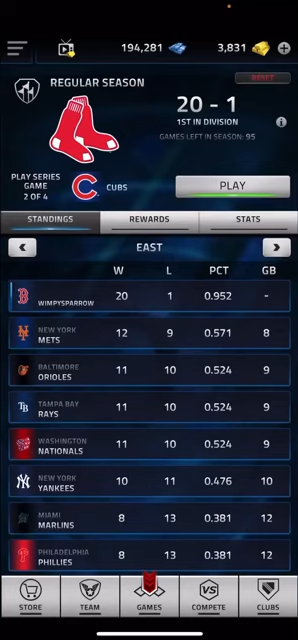 194,281
3,831
REGULAR SEASON
RESET
20 - 1
1ST IN DIVISION
GAMES LEFT IN SEASON: 95
PLAY SERIES
GAME
2 OF 4
C
CUBS
PLAY
STANDINGS
REWARDS
STATS
EAST
W L PCT GB
B WIMPYSPARROW 20 1 0.952 -
NY NEW YORK
METS 12 9 0.571 8
BALTIMORE
ORIOLES 11 10 0.524 9
TB TAMPA BAY
RAYS 11 10 0.524 9
WASHINGTON
NATIONALS 11 10 0.524 9
NY NEW YORK
YANKEES 10 11 0.476 10
MIAMI
MARLINS 8 13 0.381 12
P PHILADELPHIA
PHILLIES 8 13 0.381 12
VS
STORE TEAM GAMES COMPETE CLUBS